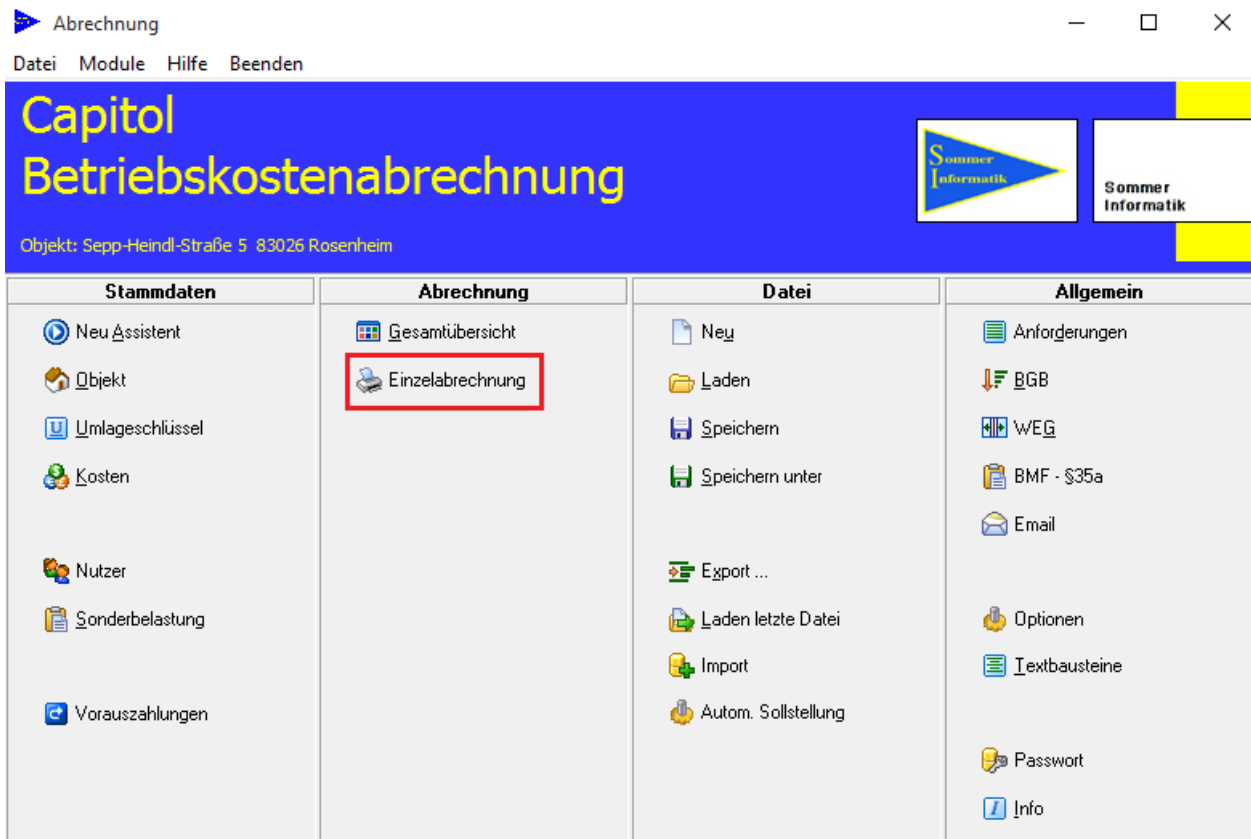 Abrechnung
Datei Module Hilfe Beenden
Capitol
Betriebskostenabrechnung
Sommer
Informatik
Sommer
Informatik
Objekt: Sepp-Heindl-Straße 5 83026 Rosenheim
Stammdaten
Neu Assistent
Objekt
U Umlageschlüssel
Kosten
Nutzer
Sonderbelastung
Vorauszahlungen
Abrechnung
Gesamtübersicht
Einzelabrechnung
Datei
Neu
Laden
Speichern
Speichern unter
Export ...
Laden letzte Datei
Import
Autom. Sollstellung
Allgemein
Anforderungen
BGB
WEG
BMF - §35a
Email
Optionen
Textbausteine
Passwort
I Info